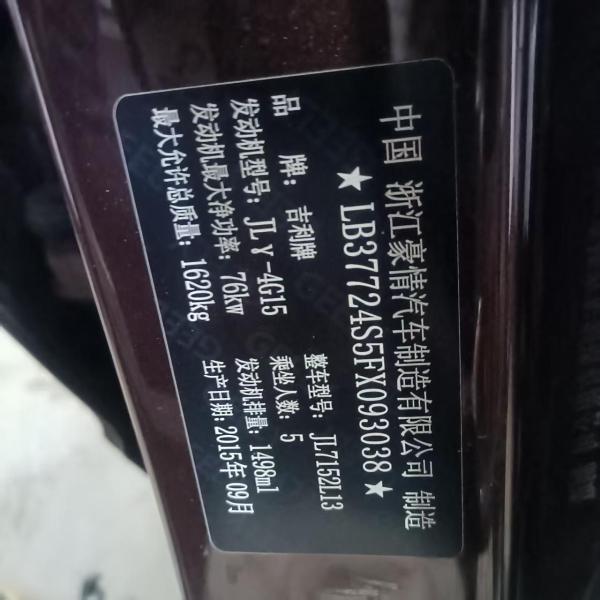 中国 浙江豪情汽车制造有限公司 制造
★LB37724S5FX093038★
品 牌：吉利牌 整车型号：JL7152L13
发动机型号：JLγ-4G15 乘坐人数：5
发动机最大净功率：76kw 发动机排量：1498ml
最大允许总质量：1620kg 生产日期：2015年09月